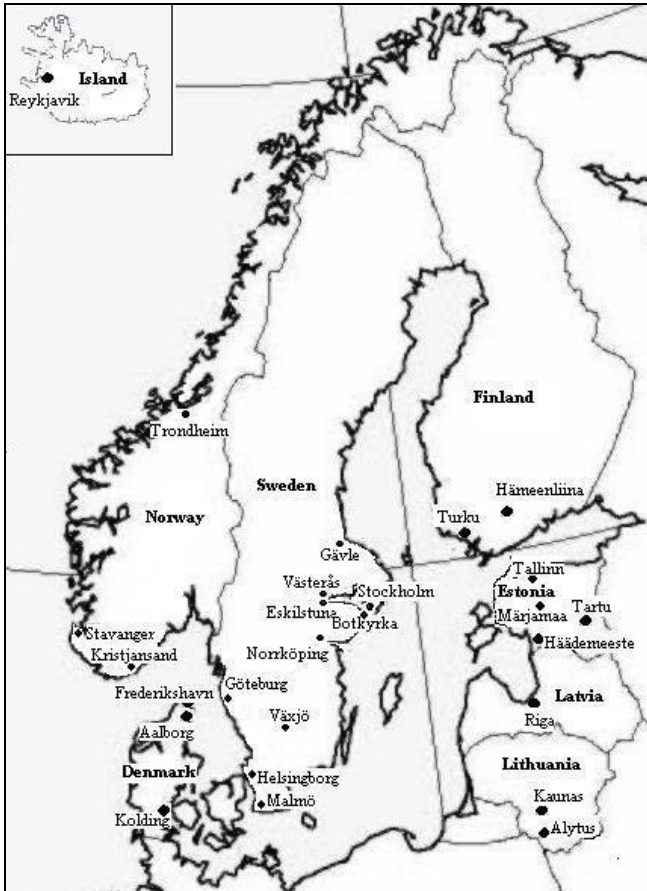 Island
Reykjavik
Finland
Trondheim
Sweden
Hämeenliina
Norway
Turku
Gävle
Tallinn
Västerås
Stockholm
Estonia
Eskilstuna
Märjamaa
Tartu
Botkyrka
Stavanger
Häädemeeste
Norrköping
Kristjansand
Frederikshavn
Göteburg
Latvia
Växjö
Riga
Aalborg
Lithuania
Denmark
Helsingborg
Malmö
Kaunas
Kolding
Alytus